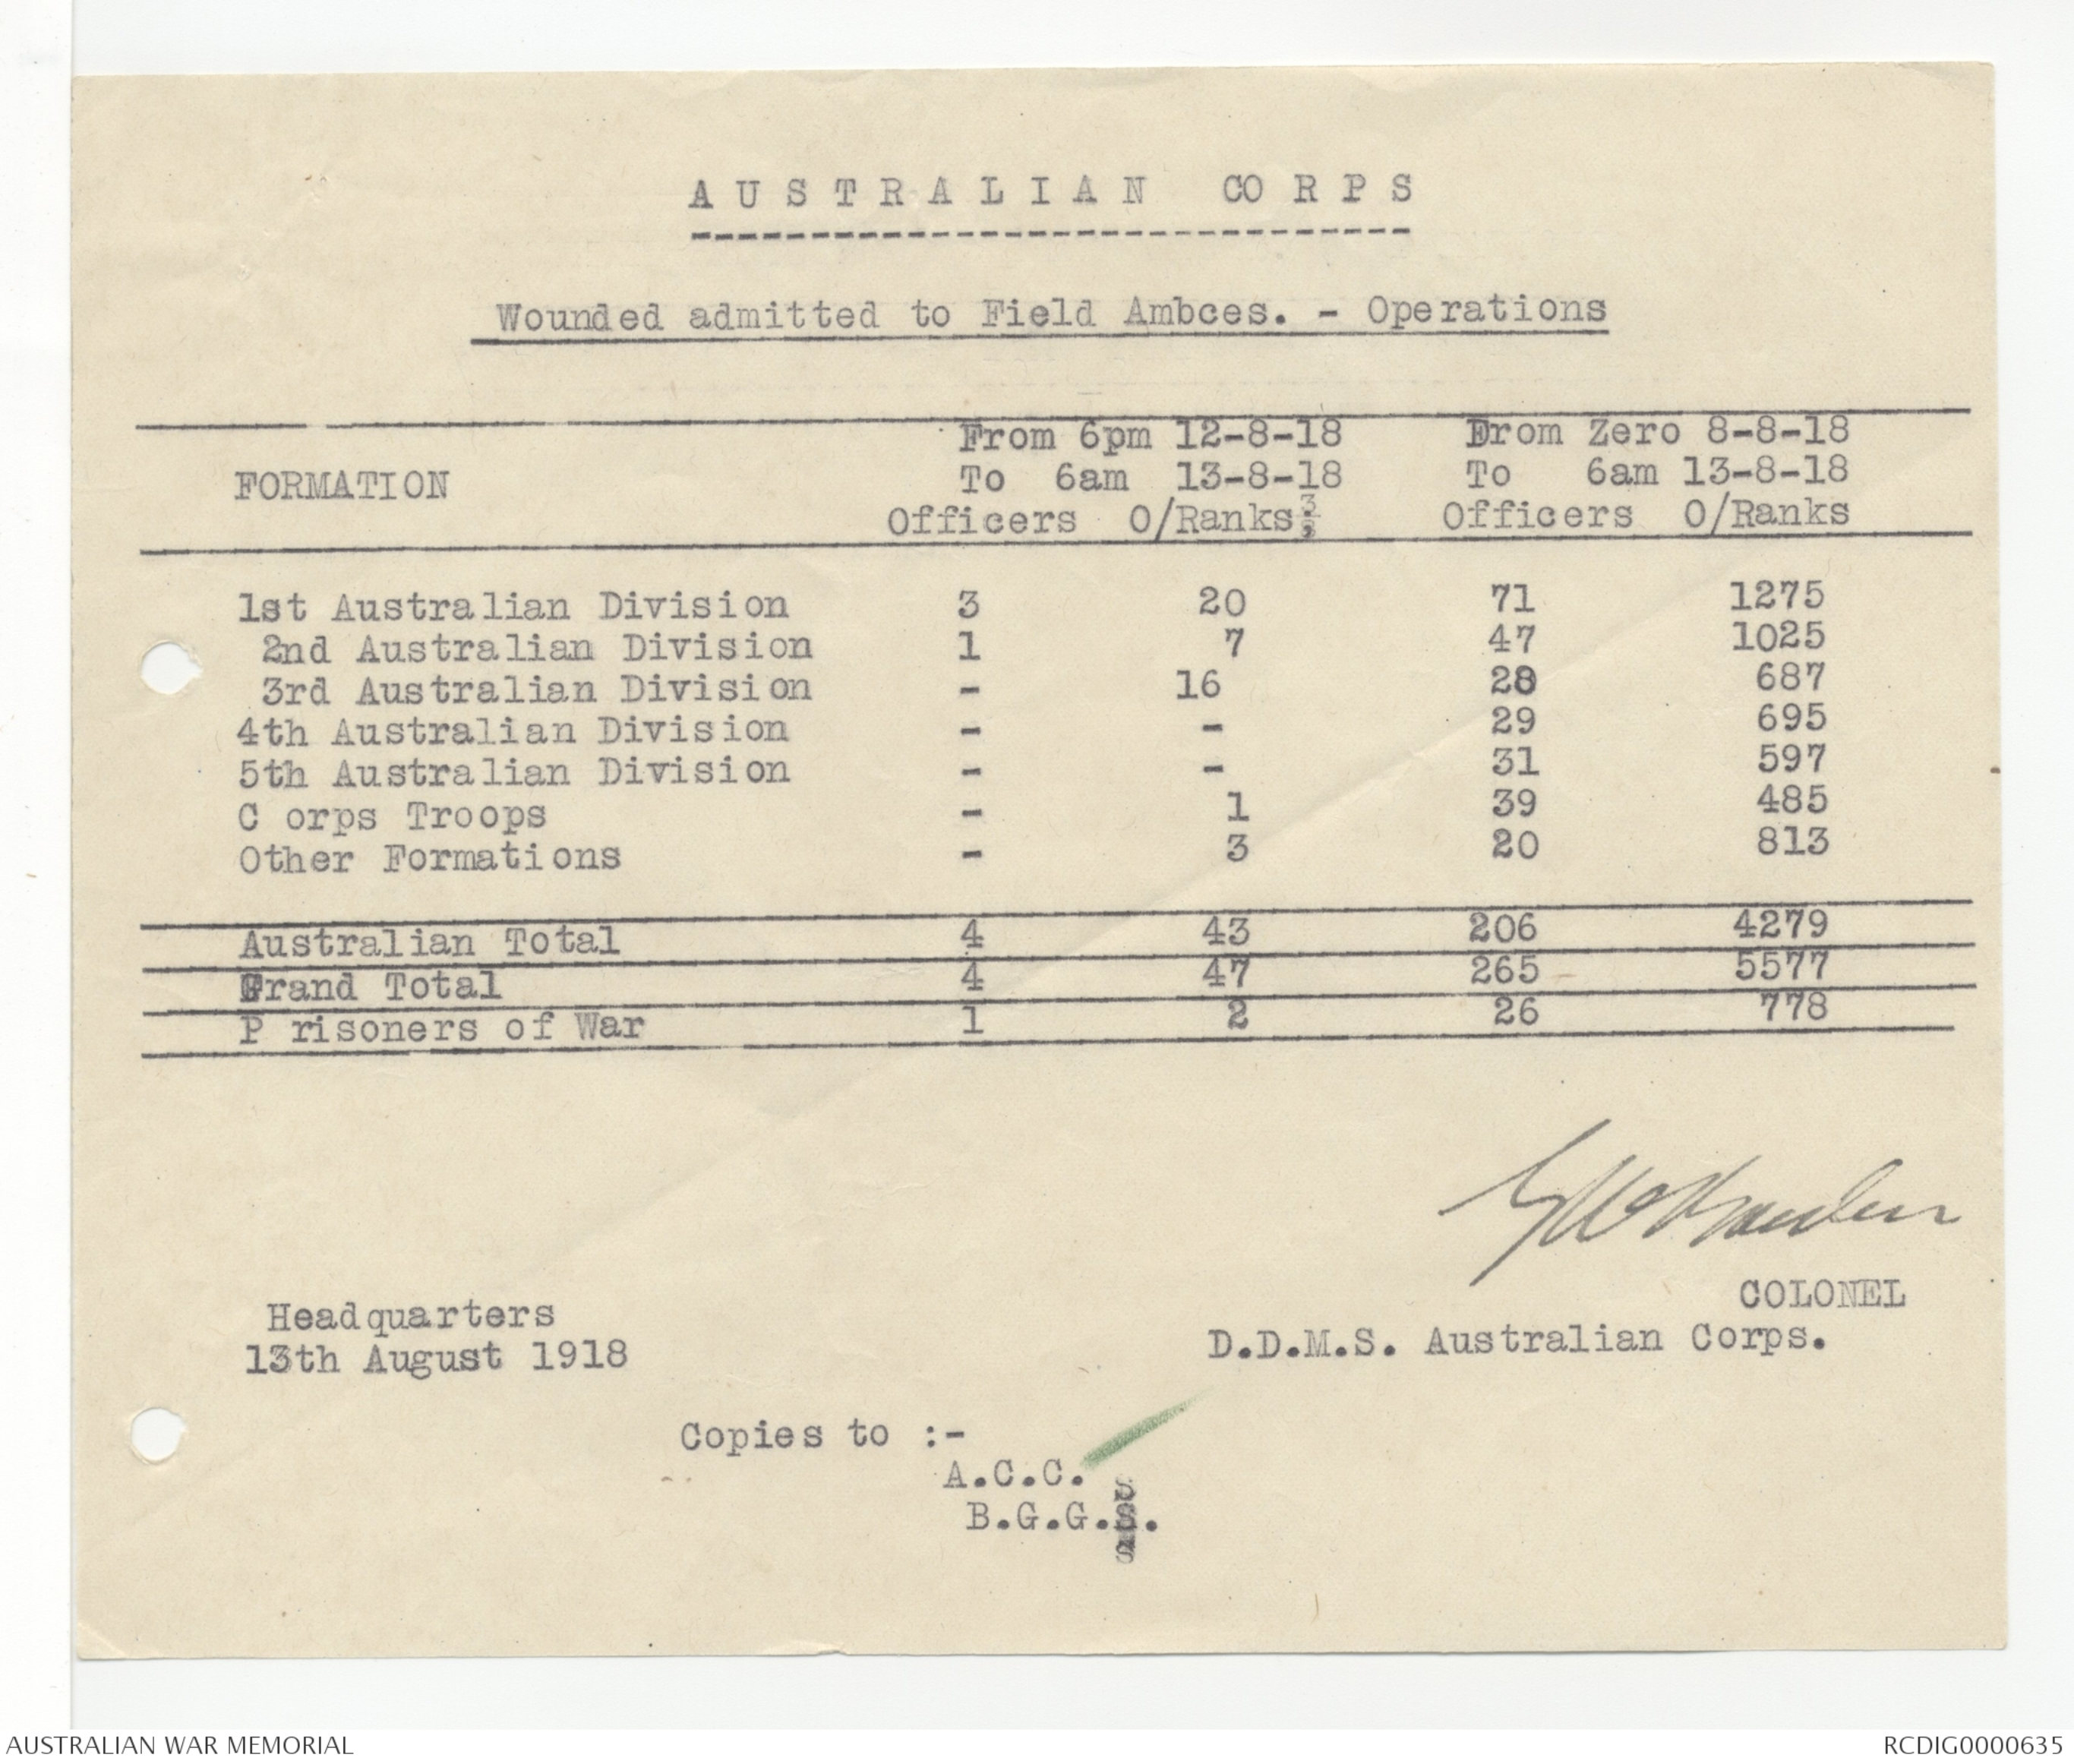 AUSTRALIAN CORPS
Wounded admitted to Field Ambces. - Operations
From 6pm 12-8-18 From Zero 8-8-18
FORMATION To 6am 13-8-18 To 6am 13-8-18
Officers O/Ranks Officers O/Ranks
1st Australian Division 3 20 71 1275
2nd Australian Division 1 7 47 1025
3rd Australian Division - 16 28 687
4th Australian Division - - 29 695
5th Australian Division - - 31 597
C orps Troops - 1 39 485
Other Formations - 3 20 813
Australian Total 4 43 206 4279
Grand Total 4 47 265 5577
P risoners of War 1 2 26 778
COLONEL
D.D.M.S. Australian Corps.
Headquarters
13th August 1918
Copies to :-
A.C.C.
B.G.G.S.
AUSTRALIAN WAR MEMORIAL RCDIG0000635